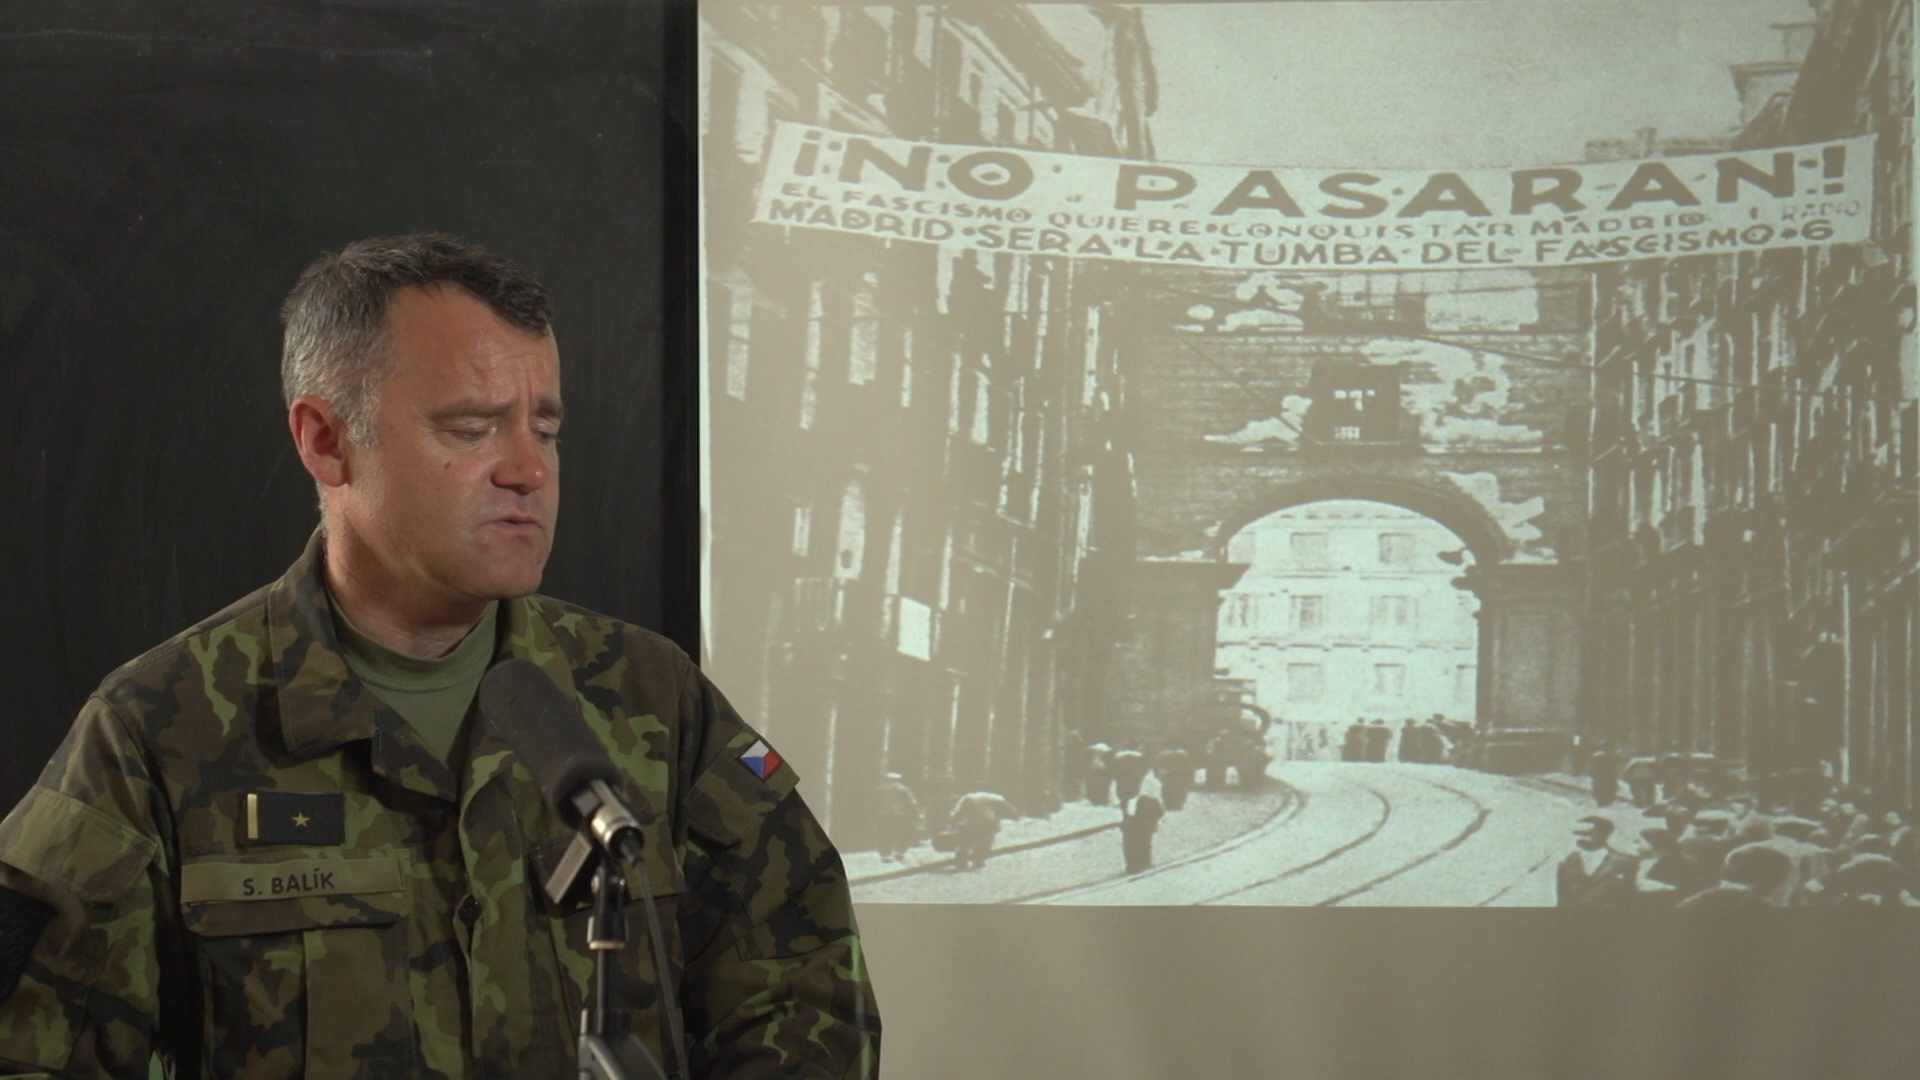 ¡NO PASARAN!
EL FASCISMO QUIERE CONQUISTAR MADRID
MADRID SERA LA TUMBA DEL FASCISMO
S. BALÍK